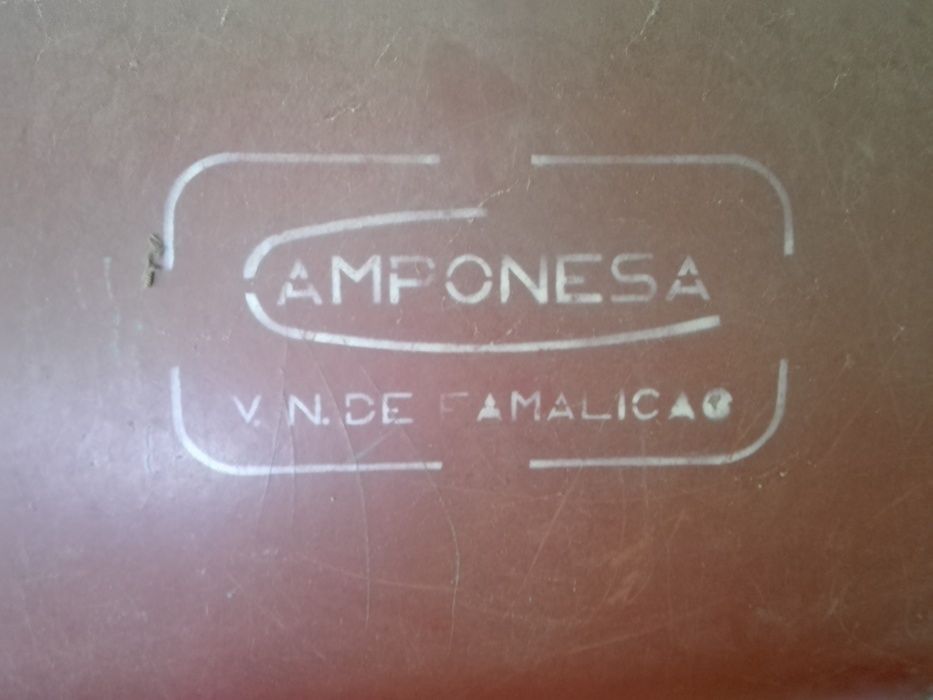 CAMPONESA
V. N. DE FAMALICAO